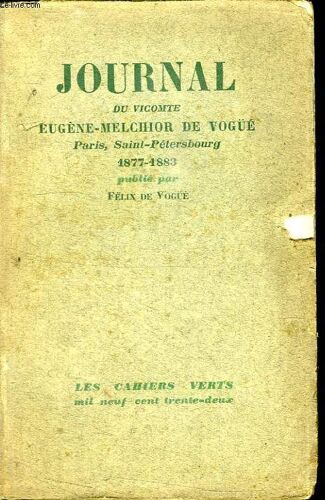 JOURNAL
DU VICOMTE
EUGÈNE-MELCHIOR DE VOGÜÉ
Paris, Saint-Pétersbourg
1877-1883
publié par
FÉLIX DE VOGÜÉ
LES CAHIERS VERTS
mil neuf cent trente-deux